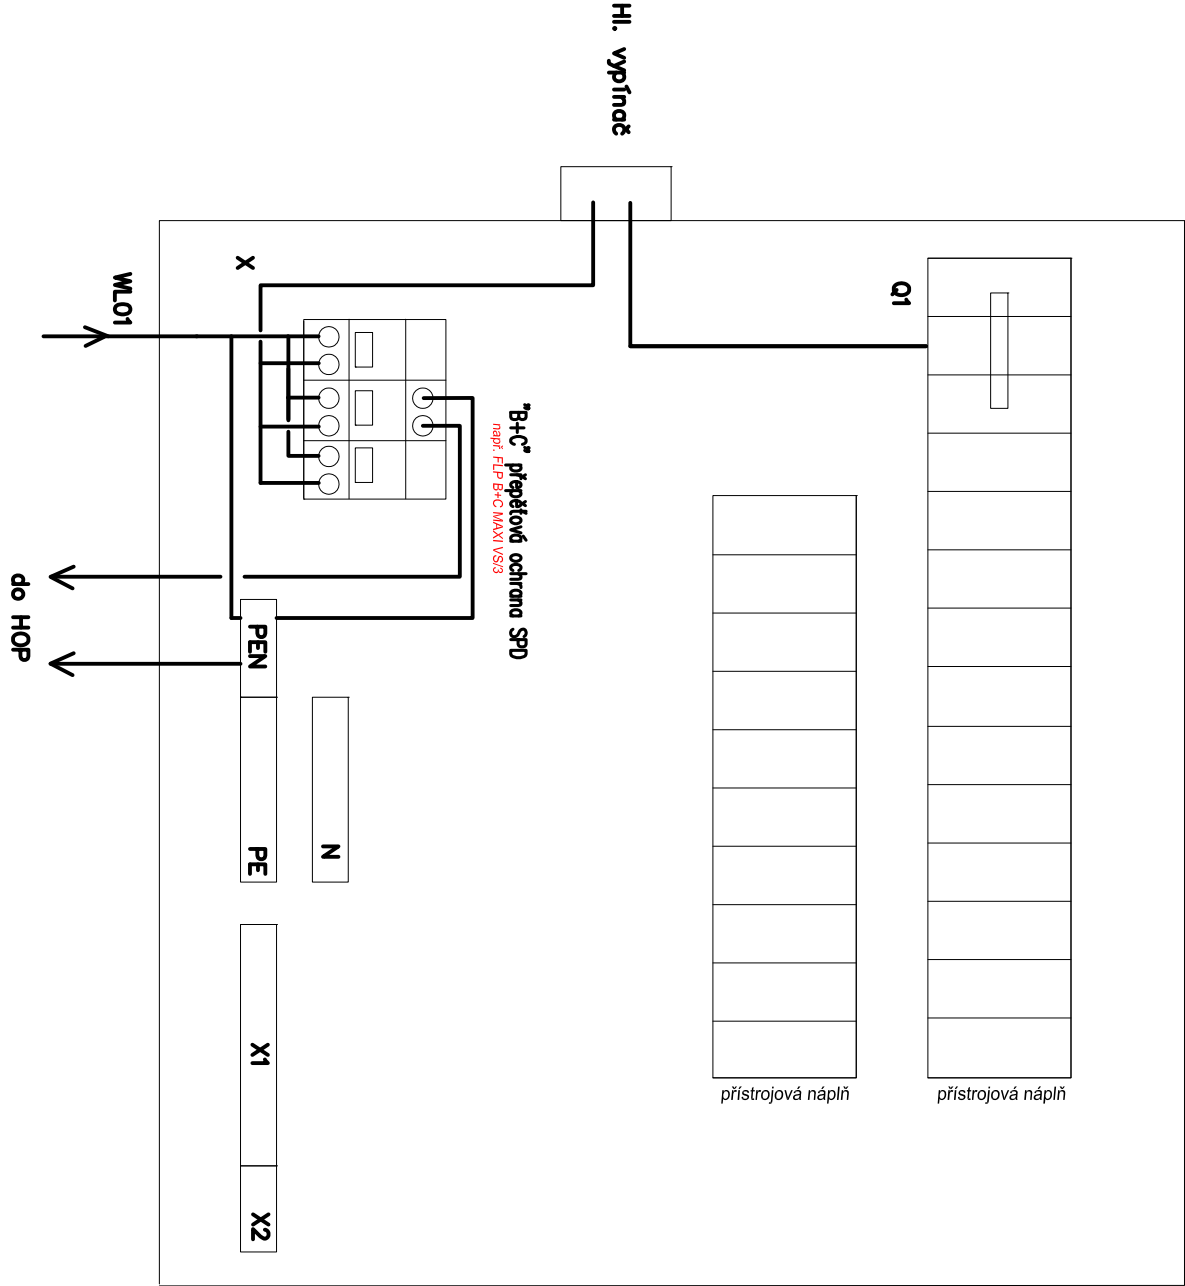 Hl. vypínač
X
WL01
Q1
"B+C" přepěťová ochrana SPD
např. FLP B+C MAXI VS/3
do HOP
PEN
PE
N
X1
X2
přístrojová náplň
přístrojová náplň